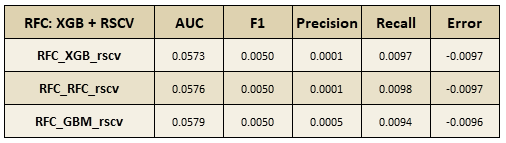 RFC: XGB + RSCV AUC F1 Precision Recall Error
RFC_XGB_rscv 0.0573 0.0050 0.0001 0.0097 -0.0097
RFC_RFC_rscv 0.0576 0.0050 0.0001 0.0098 -0.0097
RFC_GBM_rscv 0.0579 0.0050 0.0005 0.0094 -0.0096